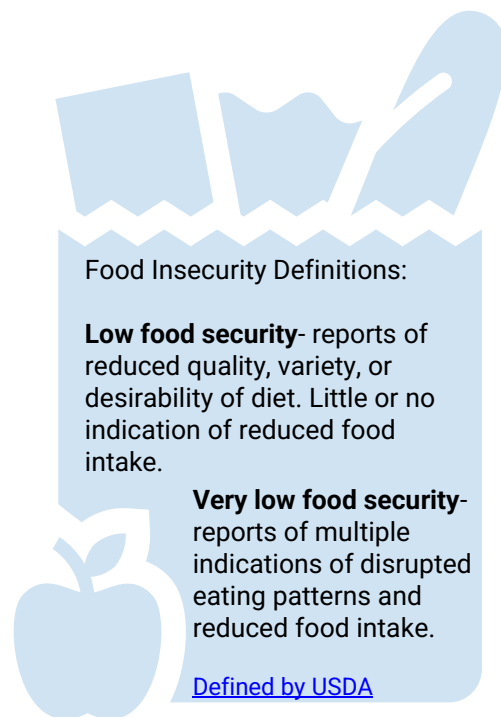 Food Insecurity Definitions:
Low food security- reports of
reduced quality, variety, or
desirability of diet. Little or no
indication of reduced food
intake.
Very low food security-
reports of multiple
indications of disrupted
eating patterns and
reduced food intake.
Defined by USDA